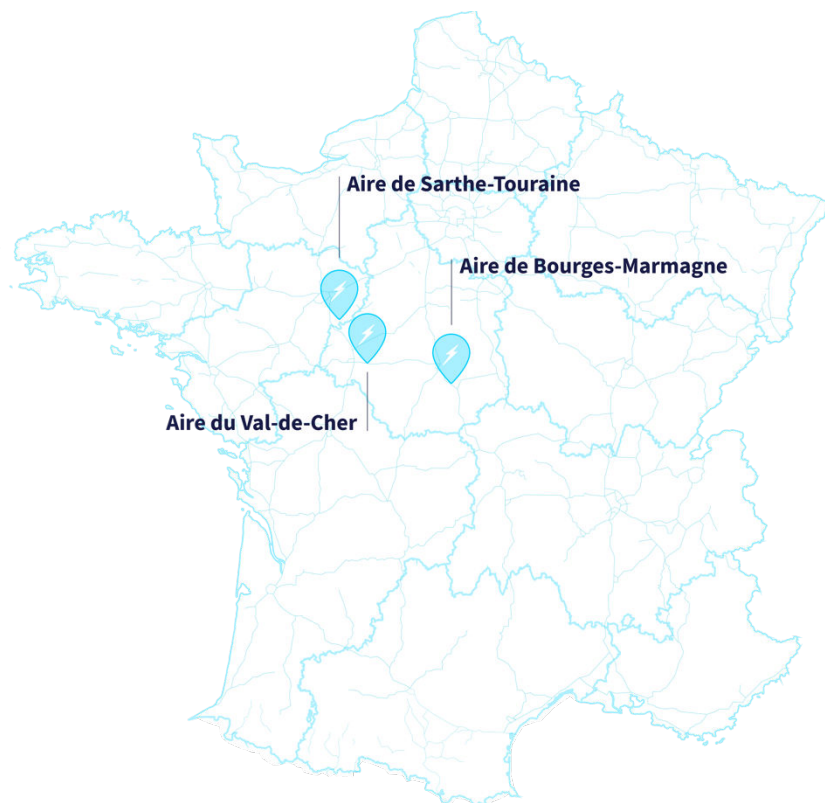 Aire de Sarthe-Touraine
Aire de Bourges-Marmagne
Aire du Val-de-Cher